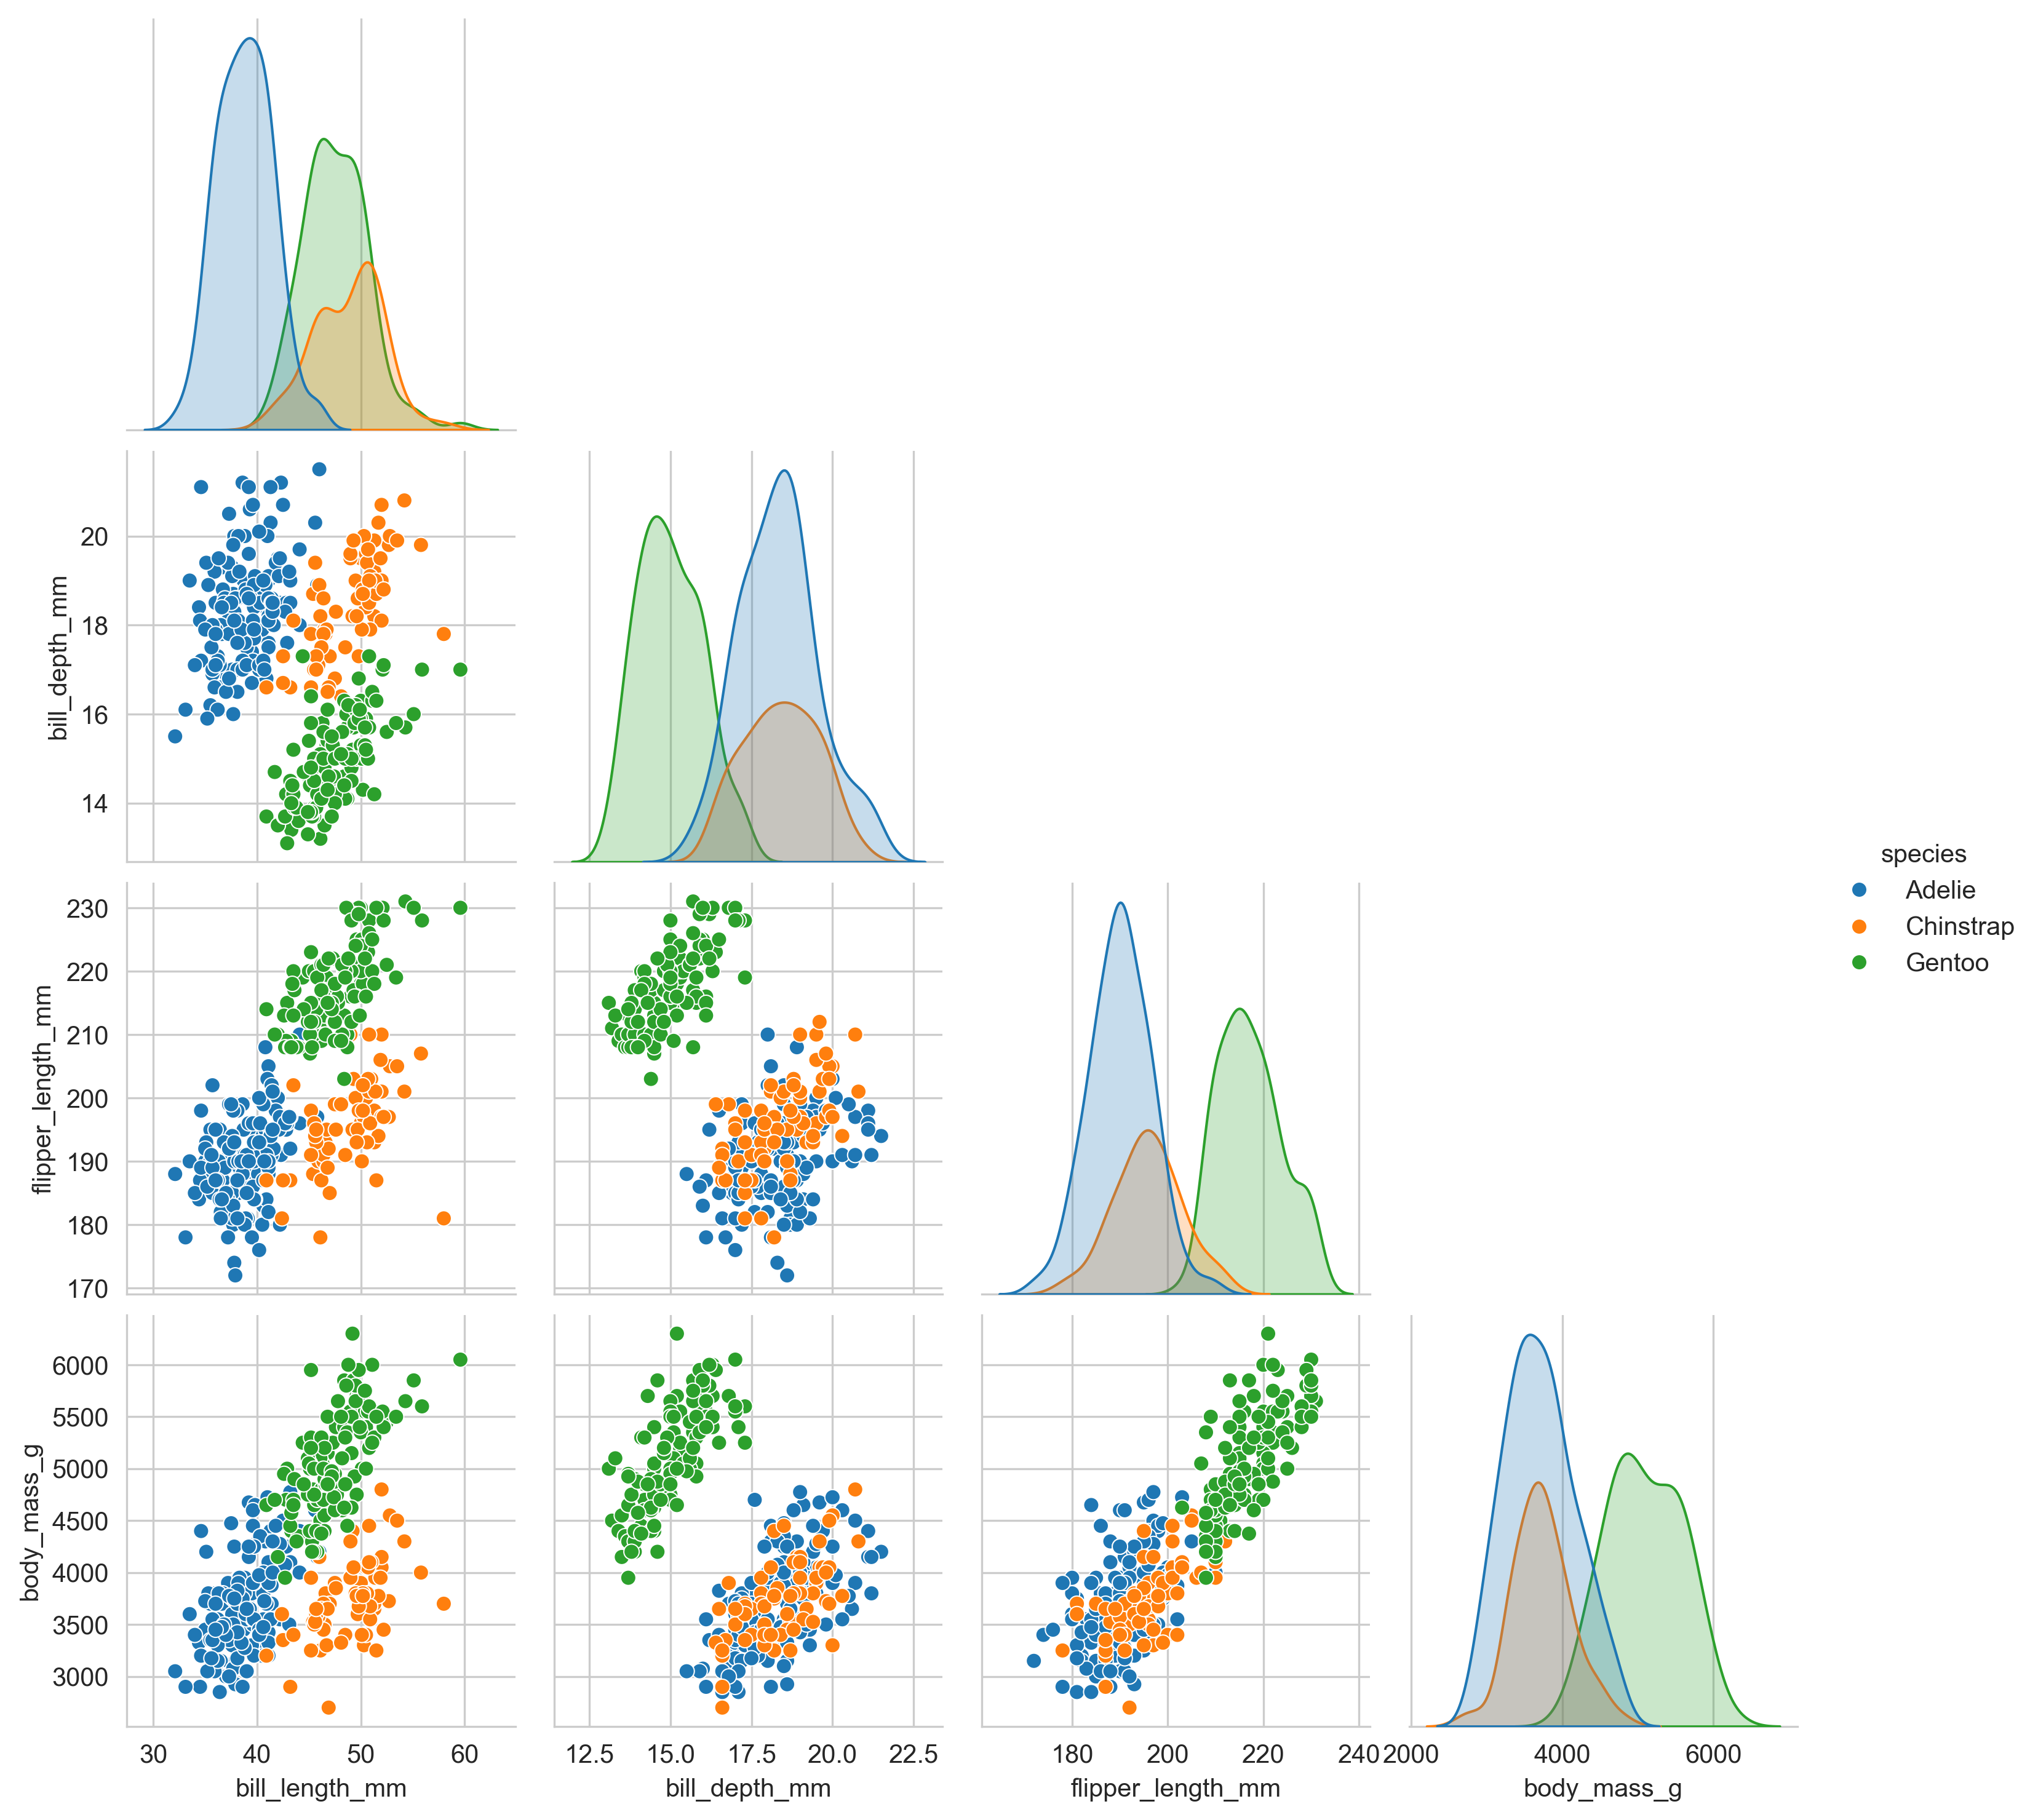 20
18
16
14
bill_depth_mm
230
220
210
200
190
180
170
flipper_length_mm
6000
5500
5000
4500
4000
3500
3000
body_mass_g
30 40 60
bill_length_mm
12.5 15.0 17.5 20.0 22.5
bill_depth_mm
180 200 220 240
flipper_length_mm
2000 4000 6000
body_mass_g
species
Adelie
Chinstrap
Gentoo